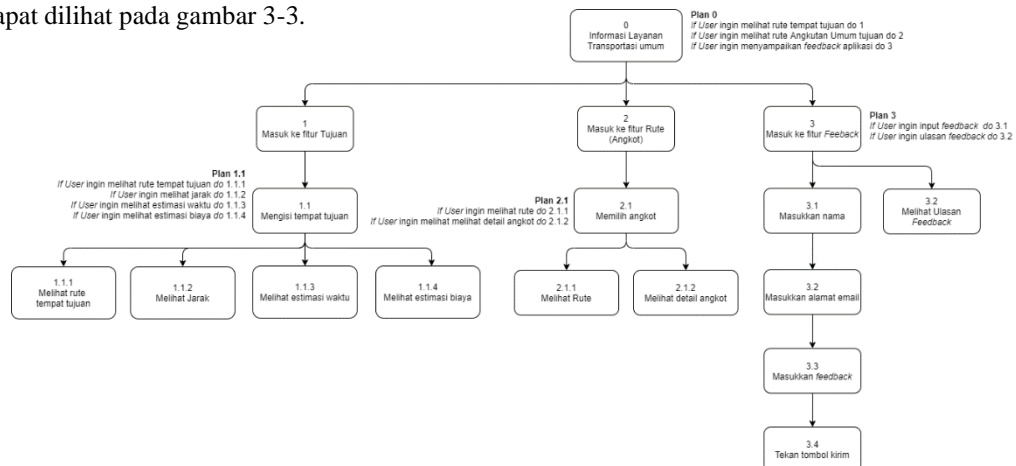 apat dilihat pada gambar 3-3.
0
Informasi Layanan
Transportasi umum
Plan 0
If User ingin melihat rute tempat tujuan do 1
If User ingin melihat rute Angkutan Umum tujuan do 2
If User ingin menyampaikan feedback aplikasi do 3
1
Masuk ke fitur Tujuan
2
Masuk ke fitur Rute
(Angkot)
3
Masuk ke fitur Feeback
Plan 3
If User ingin input feedback do 3.1
If User ingin ulasan feedback do 3.2
Plan 1.1
If User ingin melihat rute tempat tujuan do 1.1.1
If User ingin melihat jarak do 1.1.2
If User ingin melihat estimasi waktu do 1.1.3
If User ingin melihat estimasi biaya do 1.1.4
1.1
Mengisi tempat tujuan
Plan 2.1
If User ingin melihat rute do 2.1.1
If User ingin melihat melihat detail angkot do 2.1.2
2.1
Memilih angkot
3.1
Masukkan nama
3.2
Melihat Ulasan
Feedback
1.1.1
Melihat rute
tempat tujuan
1.1.2
Melihat Jarak
1.1.3
Melihat estimasi waktu
1.1.4
Melihat estimasi biaya
2.1.1
Melihat Rute
2.1.2
Melihat detail angkot
3.2
Masukkan alamat email
3.3
Masukkan feedback
3.4
Tekan tombol kirim